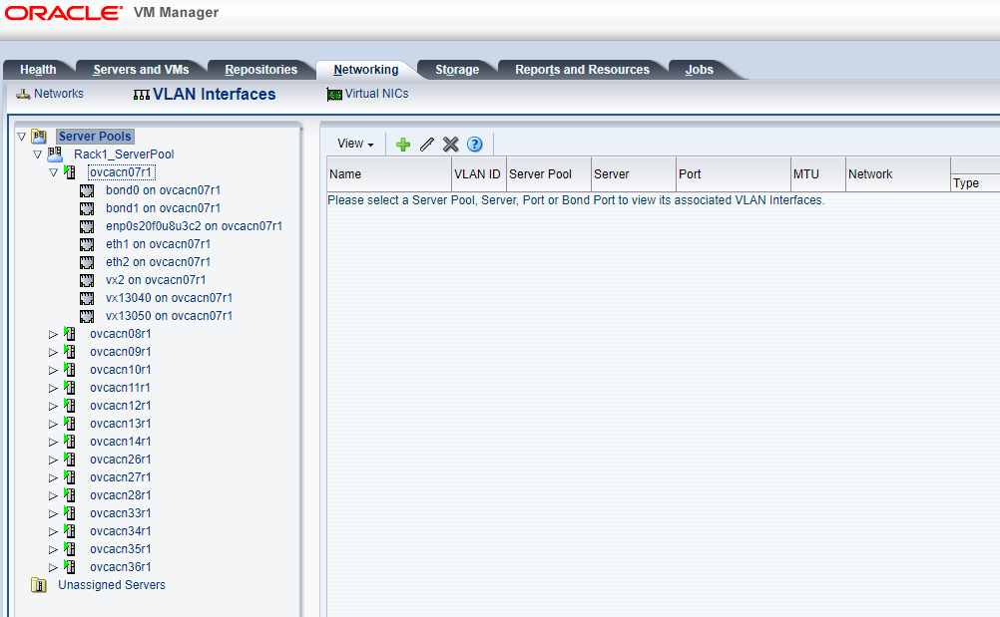 ORACLE VM Manager
Health Servers and VMs Repositories Networking Storage Reports and Resources Jobs
Networks VLAN Interfaces Virtual NICs
Server Pools
Rack1_ServerPool
ovcacn07r1
bond0 on ovcacn07r1
bond1 on ovcacn07r1
enp0s20f0u8u3c2 on ovcacn07r1
eth1 on ovcacn07r1
eth2 on ovcacn07r1
vx2 on ovcacn07r1
vx13040 on ovcacn07r1
vx13050 on ovcacn07r1
ovcacn08r1
ovcacn09r1
ovcacn10r1
ovcacn11r1
ovcacn12r1
ovcacn13r1
ovcacn14r1
ovcacn26r1
ovcacn27r1
ovcacn28r1
ovcacn33r1
ovcacn34r1
ovcacn35r1
ovcacn36r1
Unassigned Servers
View
Name VLAN ID Server Pool Server Port MTU Network Type
Please select a Server Pool, Server, Port or Bond Port to view its associated VLAN Interfaces.